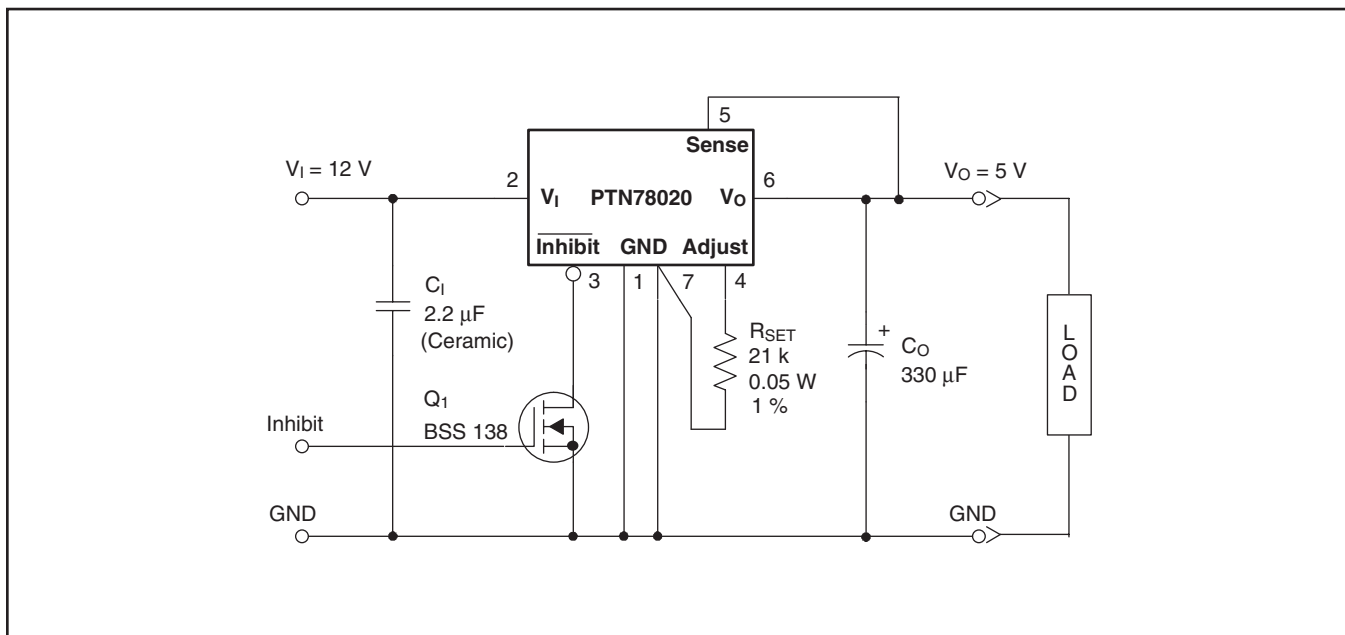 5
Sense
V_I = 12 V
2
V_I
PTN78020
V_O
6
V_O = 5 V
Inhibit GND Adjust
3
1
7
4
C_I
2.2 μF
(Ceramic)
R_SET
21 k
0.05 W
1 %
+
C_O
330 μF
LOAD
Q_1
BSS 138
Inhibit
GND
GND